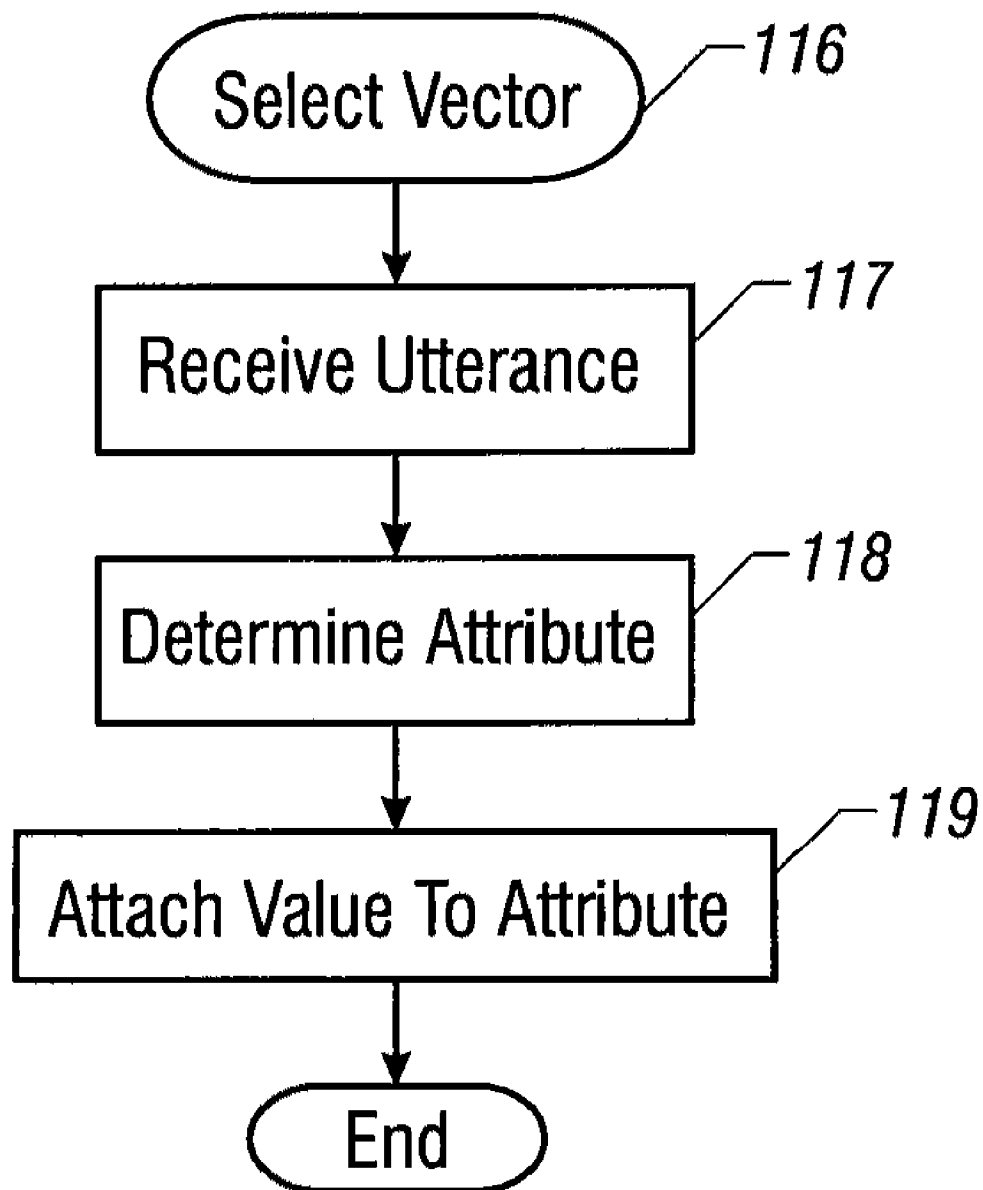 Select Vector
116
Receive Utterance
117
Determine Attribute
118
Attach Value To Attribute
119
End